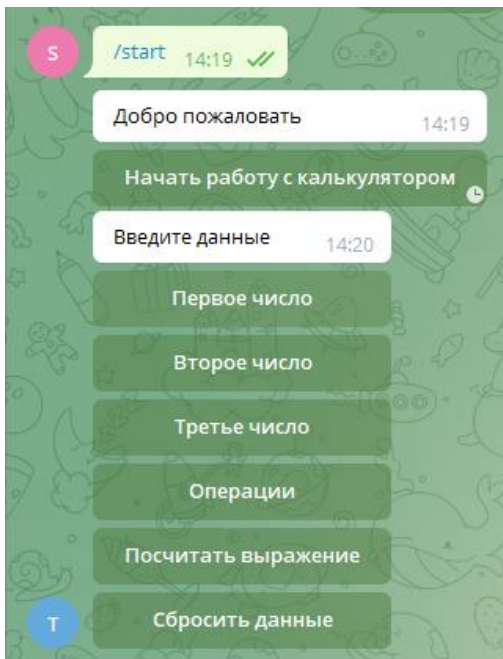 S
/start 14:19
Добро пожаловать 14:19
Начать работу с калькулятором
Введите данные 14:20
Первое число
Второе число
Третье число
Операции
Посчитать выражение
Сбросить данные
T